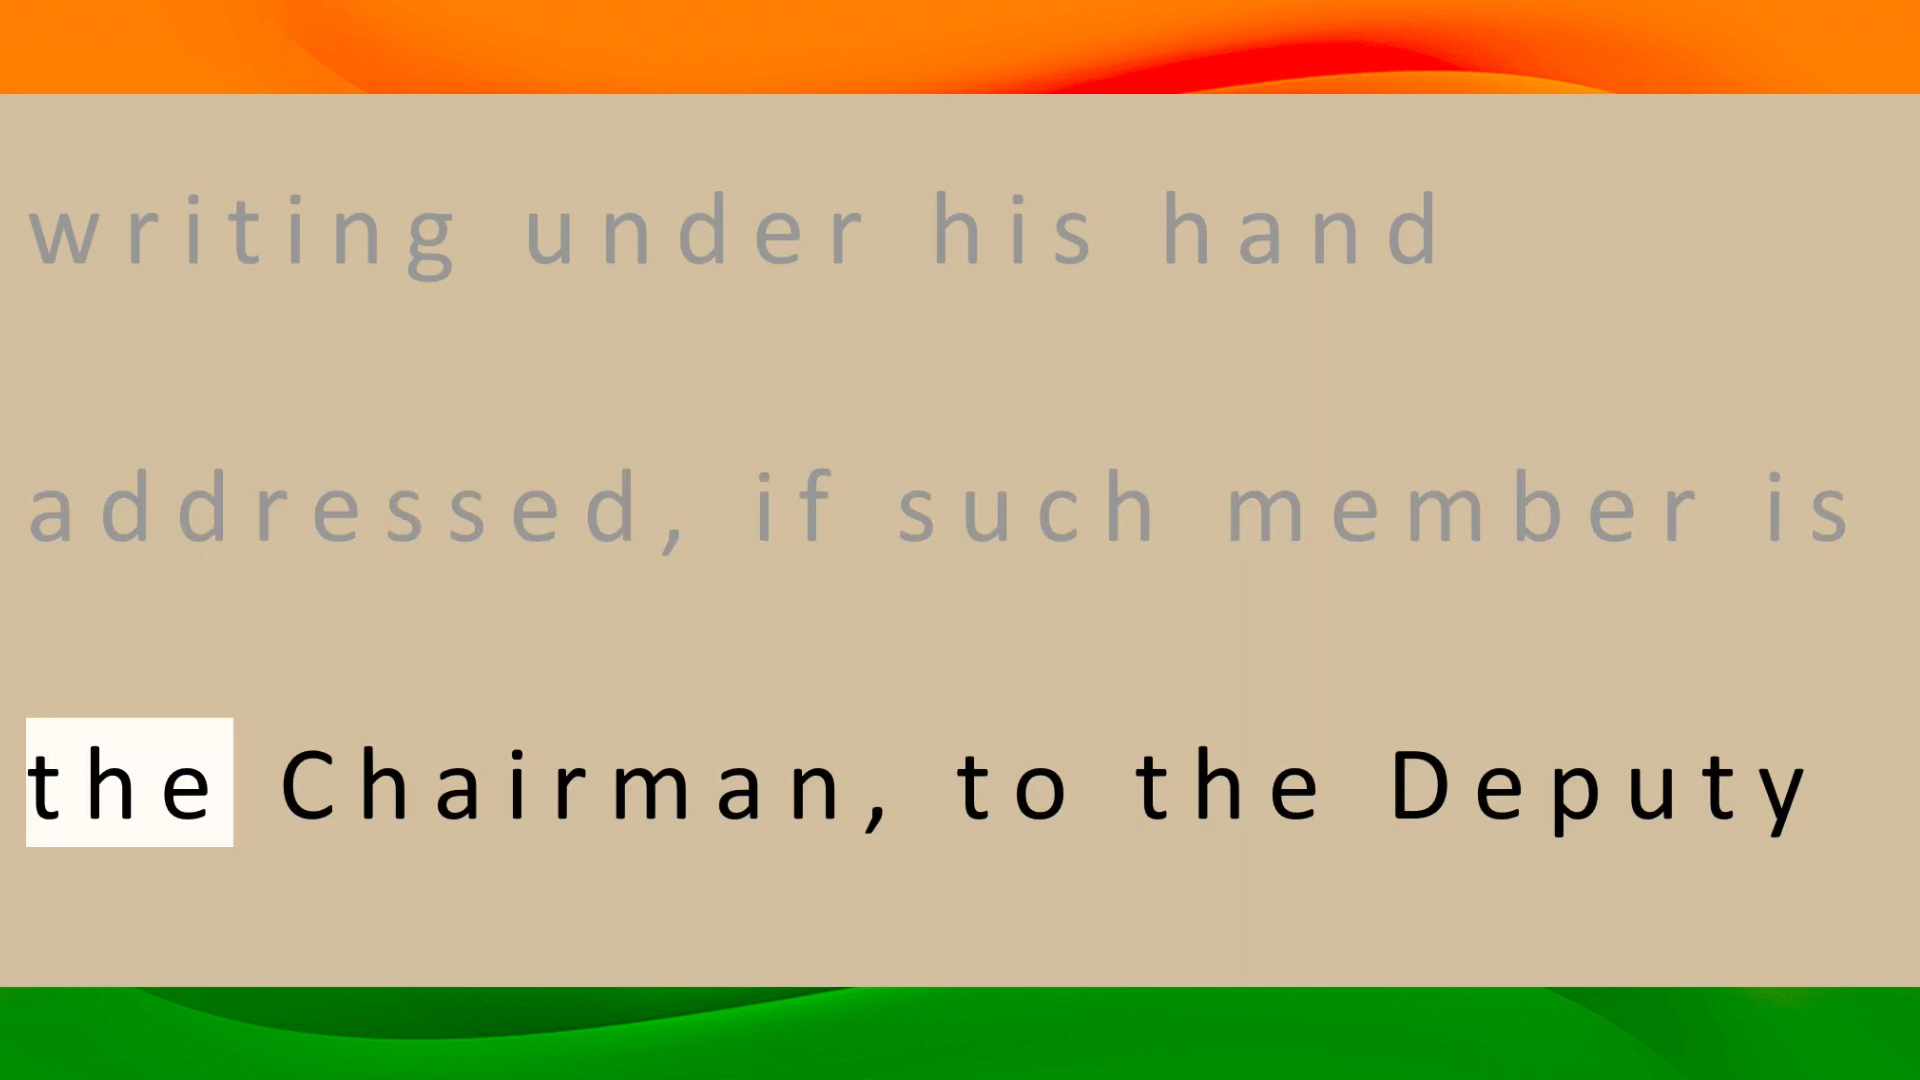 writing under his hand
addressed, if such member is
the Chairman, to the Deputy